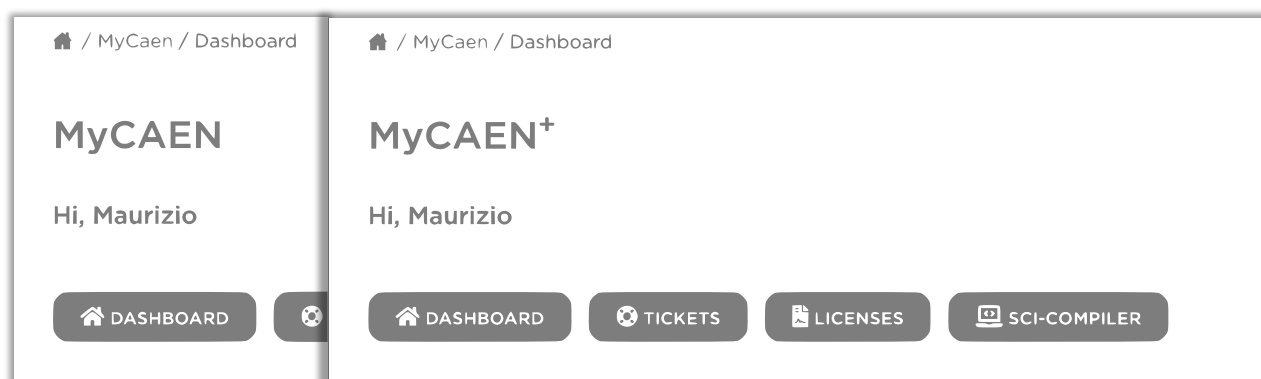 / MyCaen / Dashboard
MyCAEN
Hi, Maurizio
DASHBOARD
/ MyCaen / Dashboard
MyCAEN+
Hi, Maurizio
DASHBOARD TICKETS LICENSES SCI-COMPILER